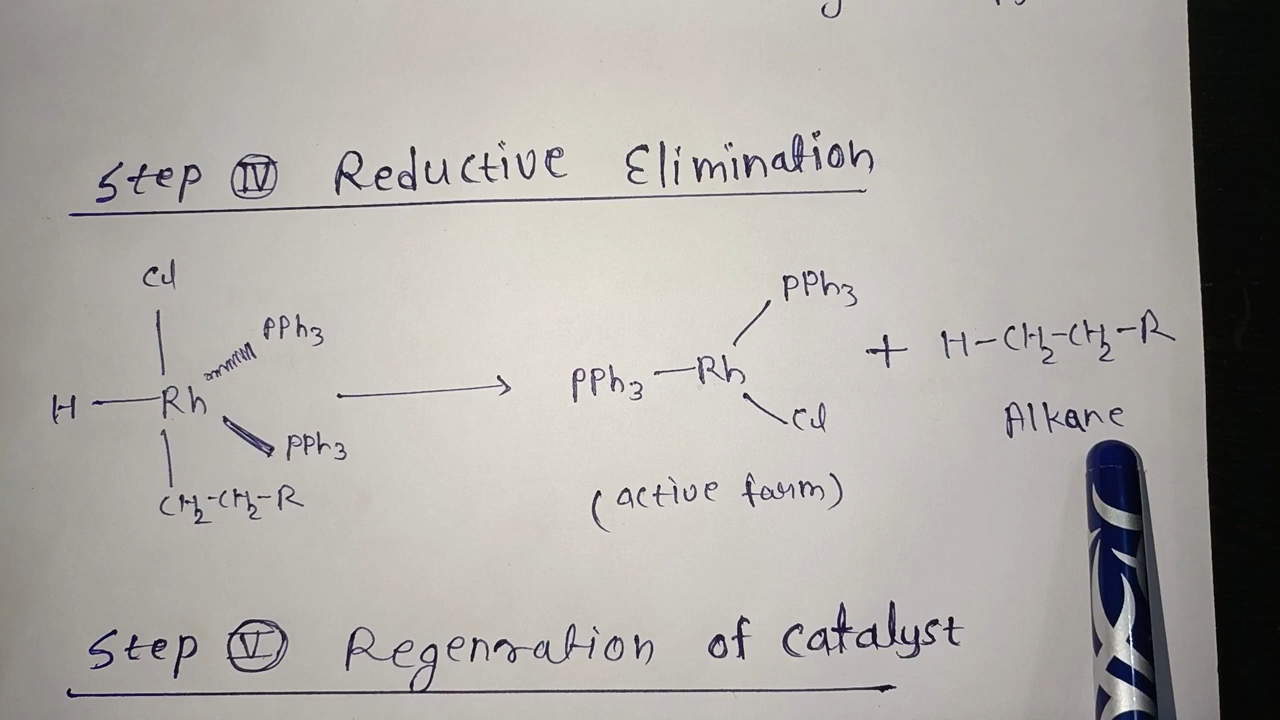 Step IV Reductive Elimination
Cl
PPh3
H—Rh
PPh3
CH2-CH2-R
PPh3
PPh3—Rh
Cl
(active form)
+ H-CH2-CH2-R
Alkane
Step V Regenration of catalyst